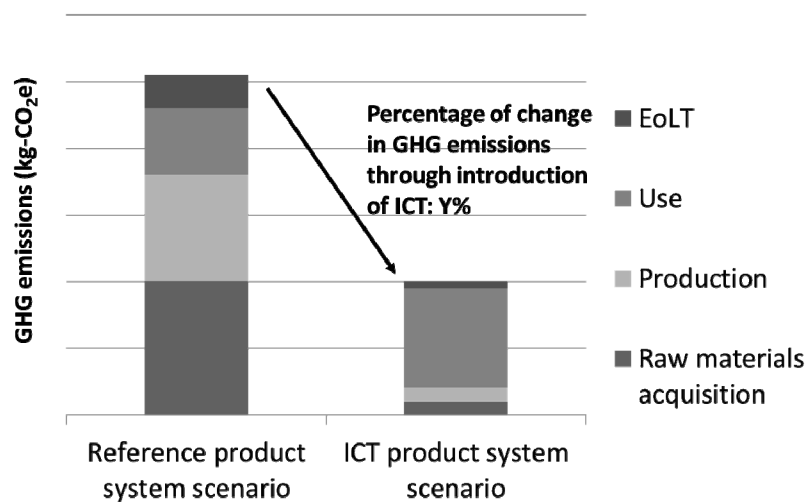 GHG emissions (kg-CO₂e)
Percentage of change
in GHG emissions
through introduction
of ICT: Y%
EoLT
Use
Production
Raw materials
acquisition
Reference product
system scenario
ICT product system
scenario